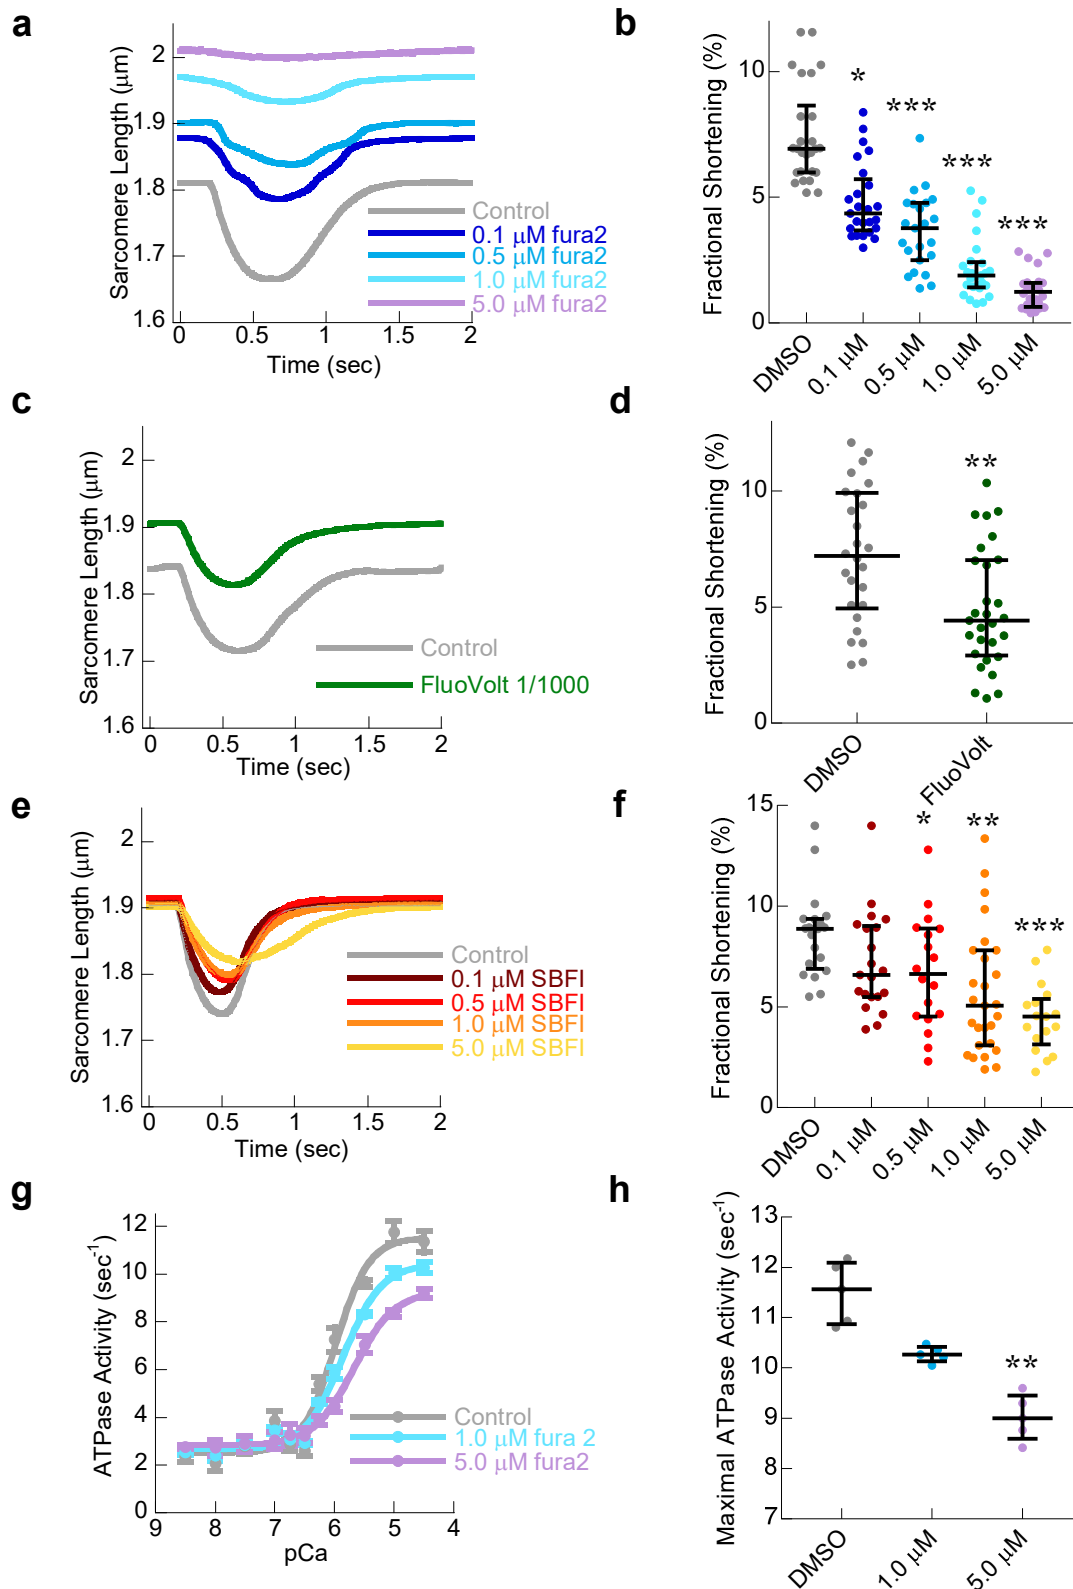 a
Sarcomere Length (μm)
2
1.9
1.8
1.7
1.6
0 0.5 1 1.5 2
Time (sec)
Control
0.1 μM fura2
0.5 μM fura2
1.0 μM fura2
5.0 μM fura2
b
Fractional Shortening (%)
10
5
0
*
***
***
***
DMSO
0.1 μM
0.5 μM
1.0 μM
5.0 μM
c
Sarcomere Length (μm)
2
1.9
1.8
1.7
1.6
0 0.5 1 1.5 2
Time (sec)
Control
FluoVolt 1/1000
d
Fractional Shortening (%)
10
5
0
**
DMSO
FluoVolt
e
Sarcomere Length (μm)
2
1.9
1.8
1.7
1.6
0 0.5 1 1.5 2
Time (sec)
Control
0.1 μM SBFI
0.5 μM SBFI
1.0 μM SBFI
5.0 μM SBFI
f
Fractional Shortening (%)
15
10
5
0
*
**
***
DMSO
0.1 μM
0.5 μM
1.0 μM
5.0 μM
g
ATPase Activity (sec⁻¹)
12
10
8
6
4
2
0
9 8 7 6 5 4
pCa
Control
1.0 μM fura 2
5.0 μM fura2
h
Maximal ATPase Activity (sec⁻¹)
13
12
11
10
9
8
7
**
DMSO
1.0 μM
5.0 μM